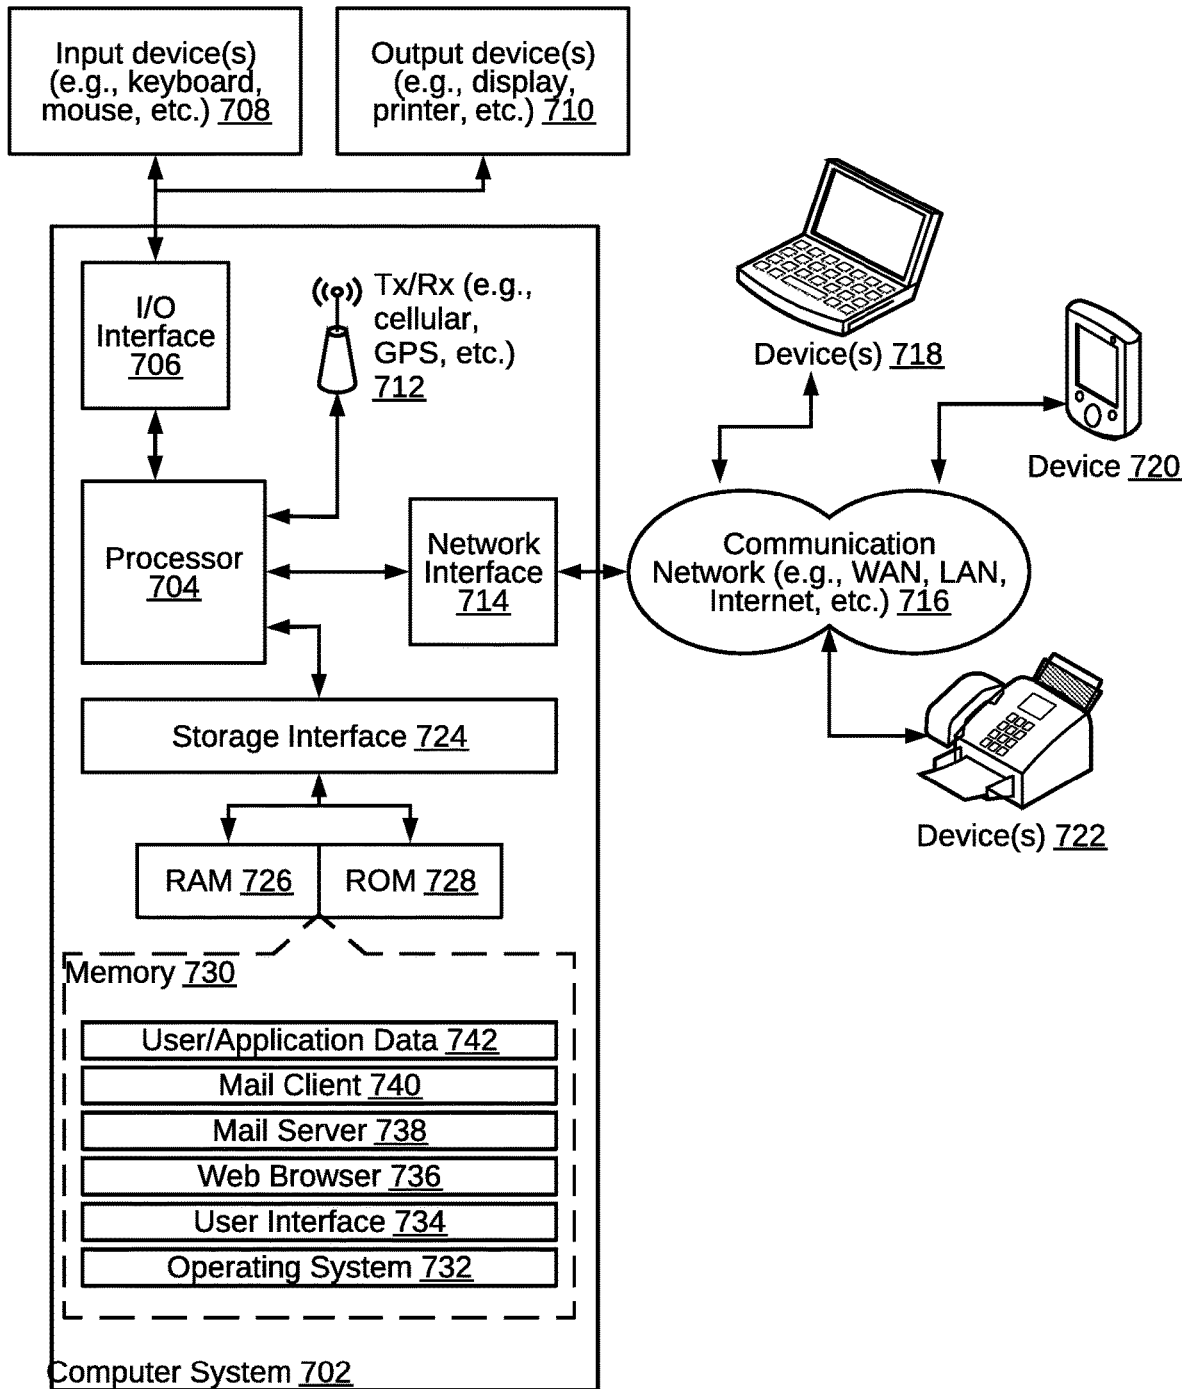 Input device(s)
(e.g., keyboard,
mouse, etc.) 708
Output device(s)
(e.g., display,
printer, etc.) 710
I/O
Interface
706
Tx/Rx (e.g.,
cellular,
GPS, etc.)
712
Device(s) 718
Device 720
Processor
704
Network
Interface
714
Communication
Network (e.g., WAN, LAN,
Internet, etc.) 716
Storage Interface 724
Device(s) 722
RAM 726
ROM 728
Memory 730
User/Application Data 742
Mail Client 740
Mail Server 738
Web Browser 736
User Interface 734
Operating System 732
Computer System 702